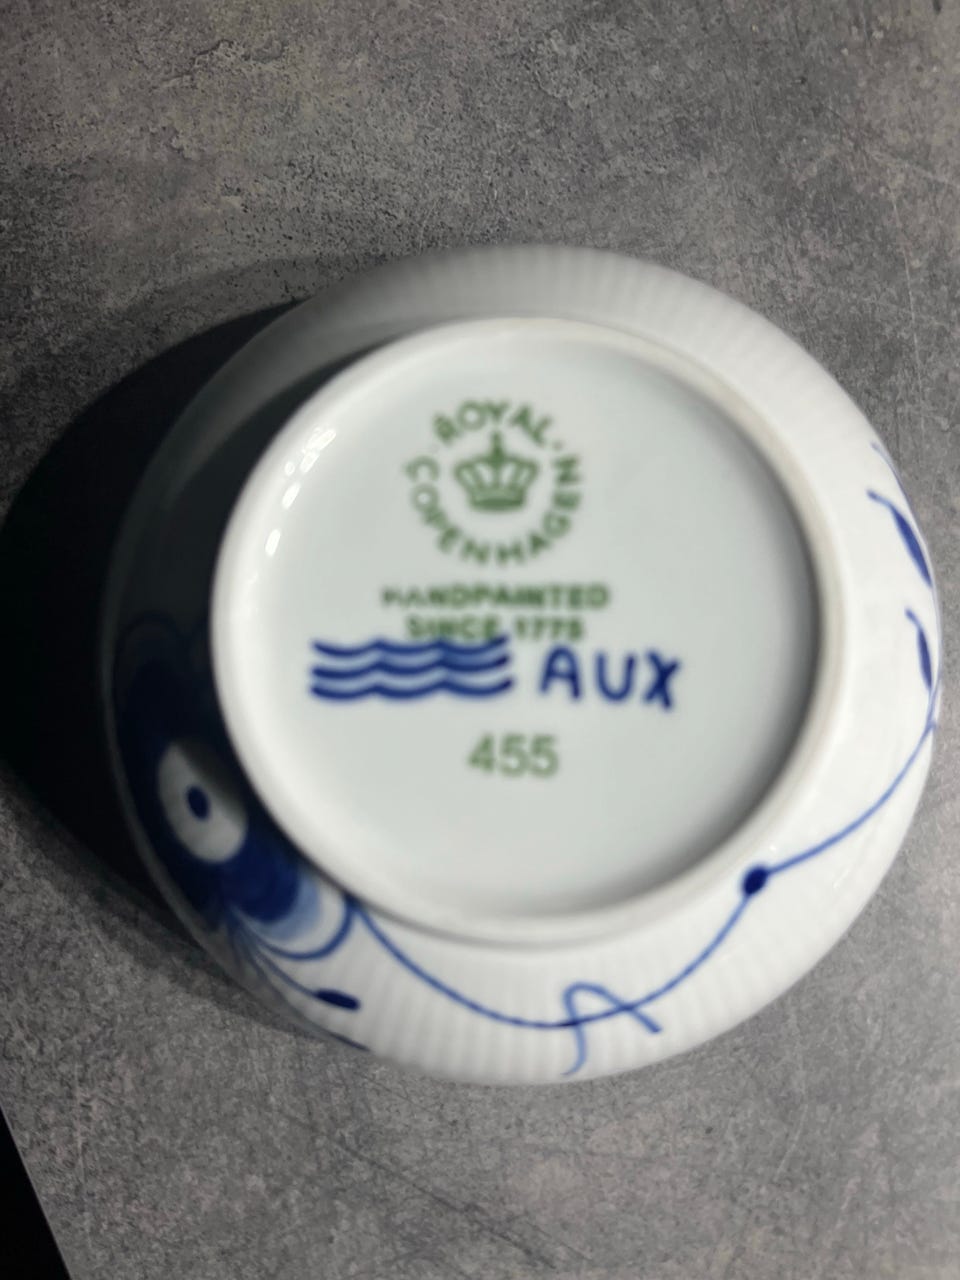 ROYAL
COPENHAGEN
HANDPAINTED
SINCE 1775
AUX
455